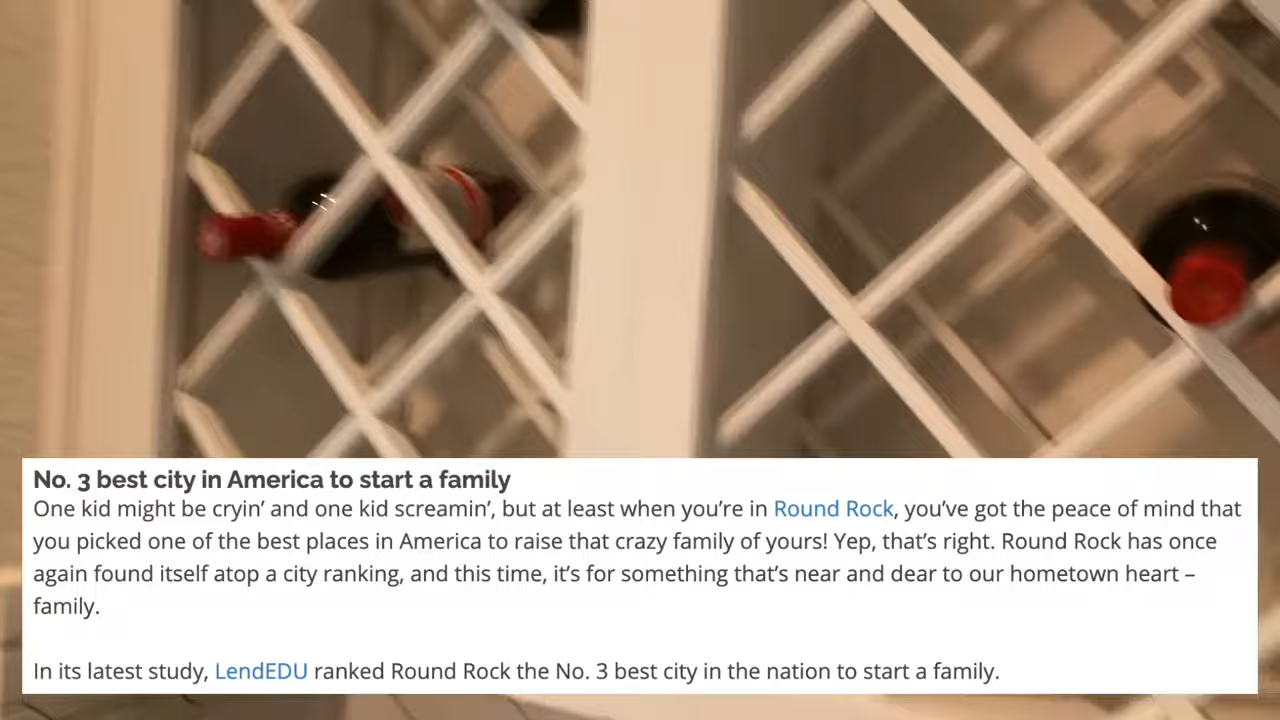 No. 3 best city in America to start a family
One kid might be cryin’ and one kid screamin’, but at least when you’re in Round Rock, you’ve got the peace of mind that
you picked one of the best places in America to raise that crazy family of yours! Yep, that’s right. Round Rock has once
again found itself atop a city ranking, and this time, it’s for something that’s near and dear to our hometown heart –
family.
In its latest study, LendEDU ranked Round Rock the No. 3 best city in the nation to start a family.